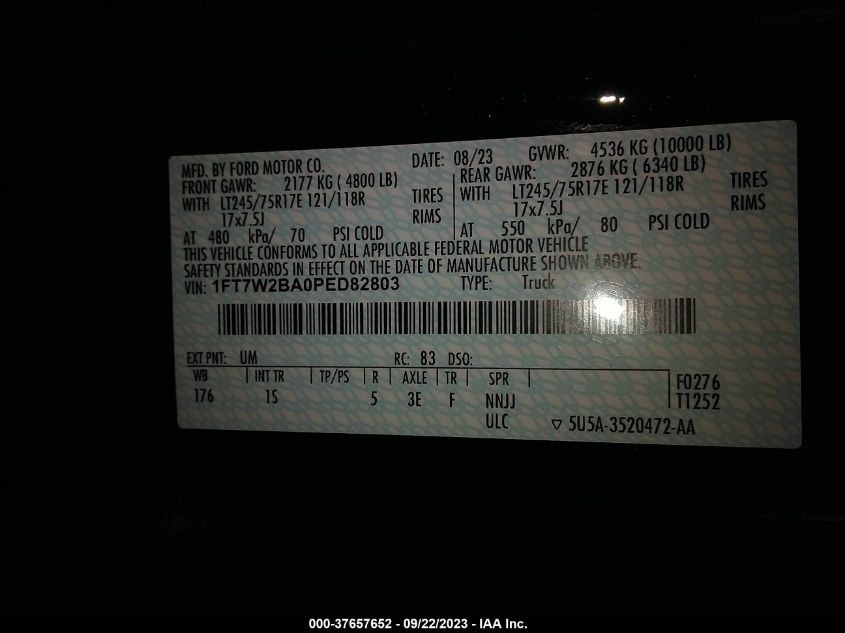 MFD. BY FORD MOTOR CO. DATE: 08/23 GVWR: 4536 KG (10000 LB)
FRONT GAWR: 2177 KG ( 4800 LB) REAR GAWR: 2876 KG ( 6340 LB)
WITH LT245/75R17E 121/118R TIRES WITH LT245/75R17E 121/118R TIRES
17x7.5J RIMS 17x7.5J RIMS
AT 480 kPa/ 70 PSI COLD AT 550 kPa/ 80 PSI COLD
THIS VEHICLE CONFORMS TO ALL APPLICABLE FEDERAL MOTOR VEHICLE
SAFETY STANDARDS IN EFFECT ON THE DATE OF MANUFACTURE SHOWN ABOVE.
VIN: 1FT7W2BA0PED82803 TYPE: Truck
EXT PNT: UM RC: 83 DSO:
WB INT TR TP/PS R AXLE TR SPR F0276
176 1S 5 3E F NNJJ T1252
ULC ▽ 5U5A-3520472-AA
000-37657652 - 09/22/2023 - IAA Inc.